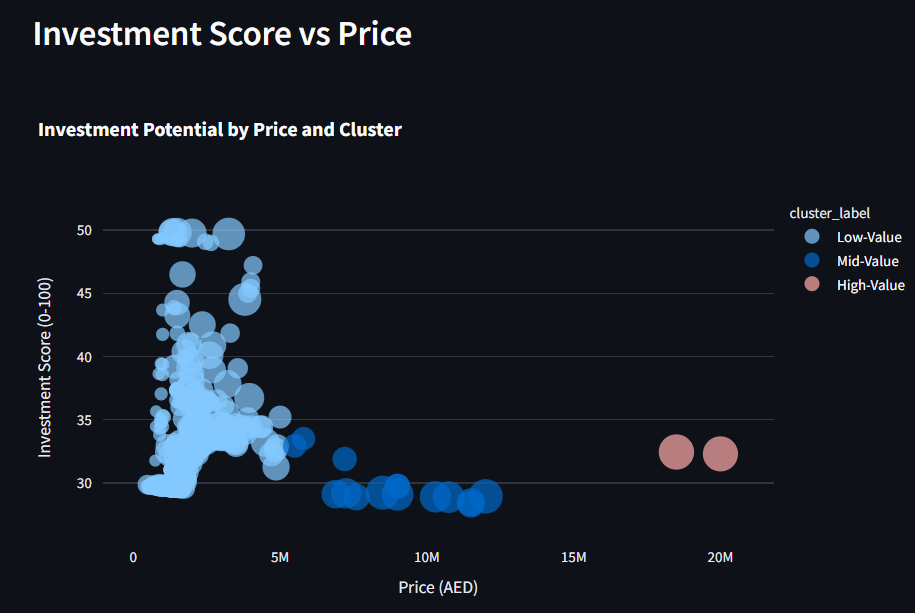 Investment Score vs Price
Investment Potential by Price and Cluster
cluster_label
Low-Value
Mid-Value
High-Value
Investment Score (0-100)
50
45
40
35
30
0
5M
10M
15M
20M
Price (AED)